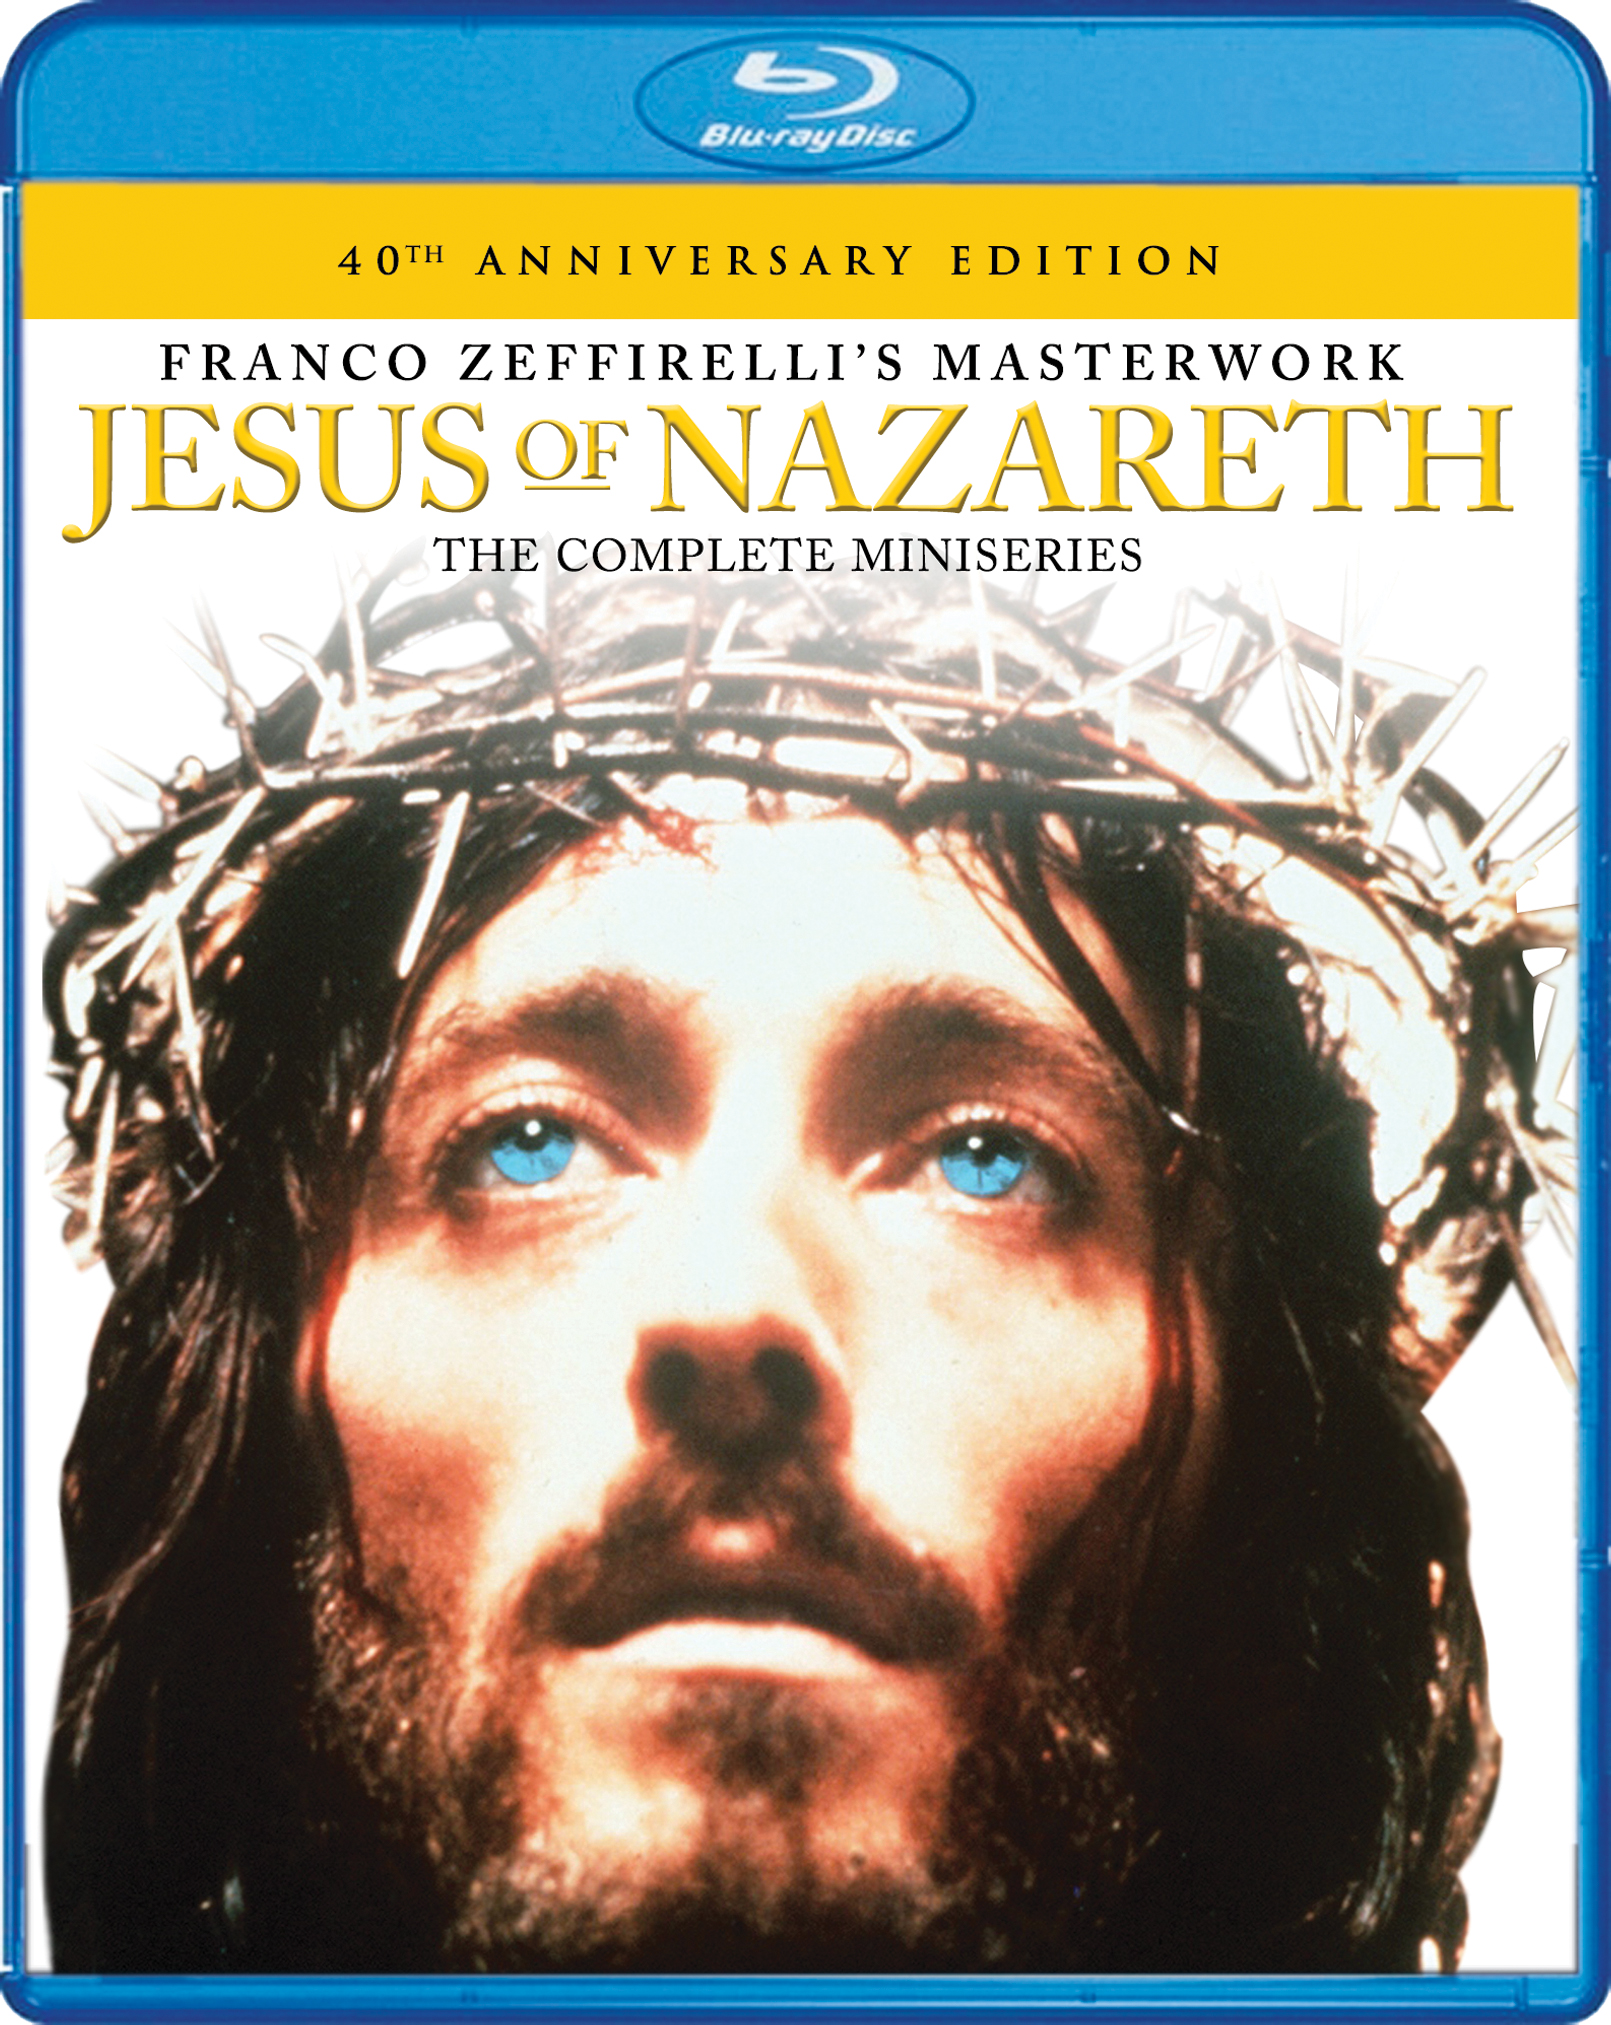 Blu-ray Disc
40TH ANNIVERSARY EDITION
FRANCO ZEFFIRELLI'S MASTERWORK
JESUS OF NAZARETH
THE COMPLETE MINISERIES